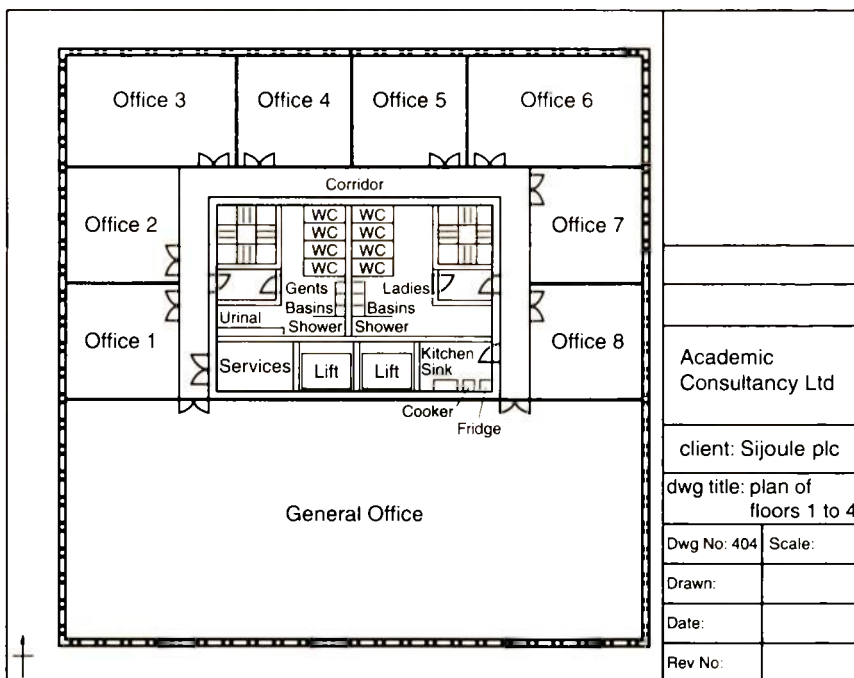 Office 3
Office 4
Office 5
Office 6
Corridor
Office 2
WC WC
WC WC
WC WC
WC WC
Office 7
Gents
Ladies
Basins
Basins
Urinal
Shower
Shower
Office 1
Office 8
Services
Lift
Lift
Kitchen
Sink
Cooker
Fridge
General Office
Academic
Consultancy Ltd
client: Sijoule plc
dwg title: plan of
floors 1 to 4
Dwg No: 404
Scale:
Drawn:
Date:
Rev No: